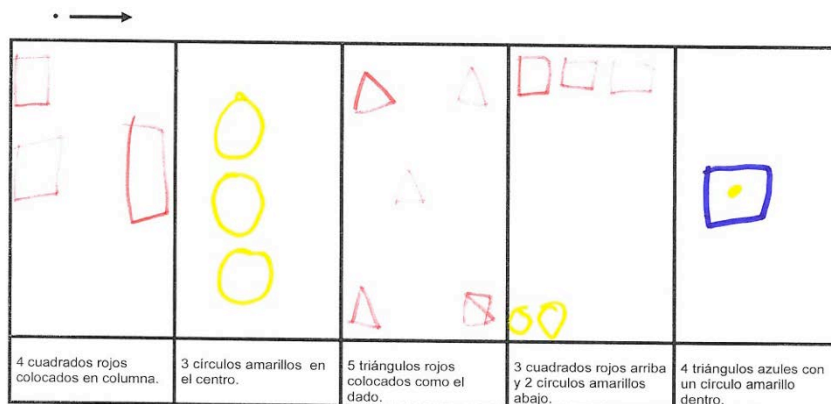 4 cuadrados rojos
colocados en columna.
3 círculos amarillos en
el centro.
5 triángulos rojos
colocados como el
dado.
3 cuadrados rojos arriba
y 2 círculos amarillos
abajo.
4 triángulos azules con
un círculo amarillo
dentro.